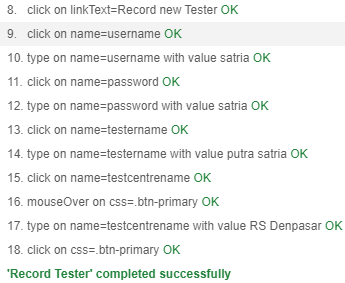 8. click on linkText=Record new Tester OK
9. click on name=username OK
10. type on name=username with value satria OK
11. click on name=password OK
12. type on name=password with value satria OK
13. click on name=testername OK
14. type on name=testername with value putra satria OK
15. click on name=testcentrename OK
16. mouseOver on css=.btn-primary OK
17. type on name=testcentrename with value RS Denpasar OK
18. click on css=.btn-primary OK
'Record Tester' completed successfully